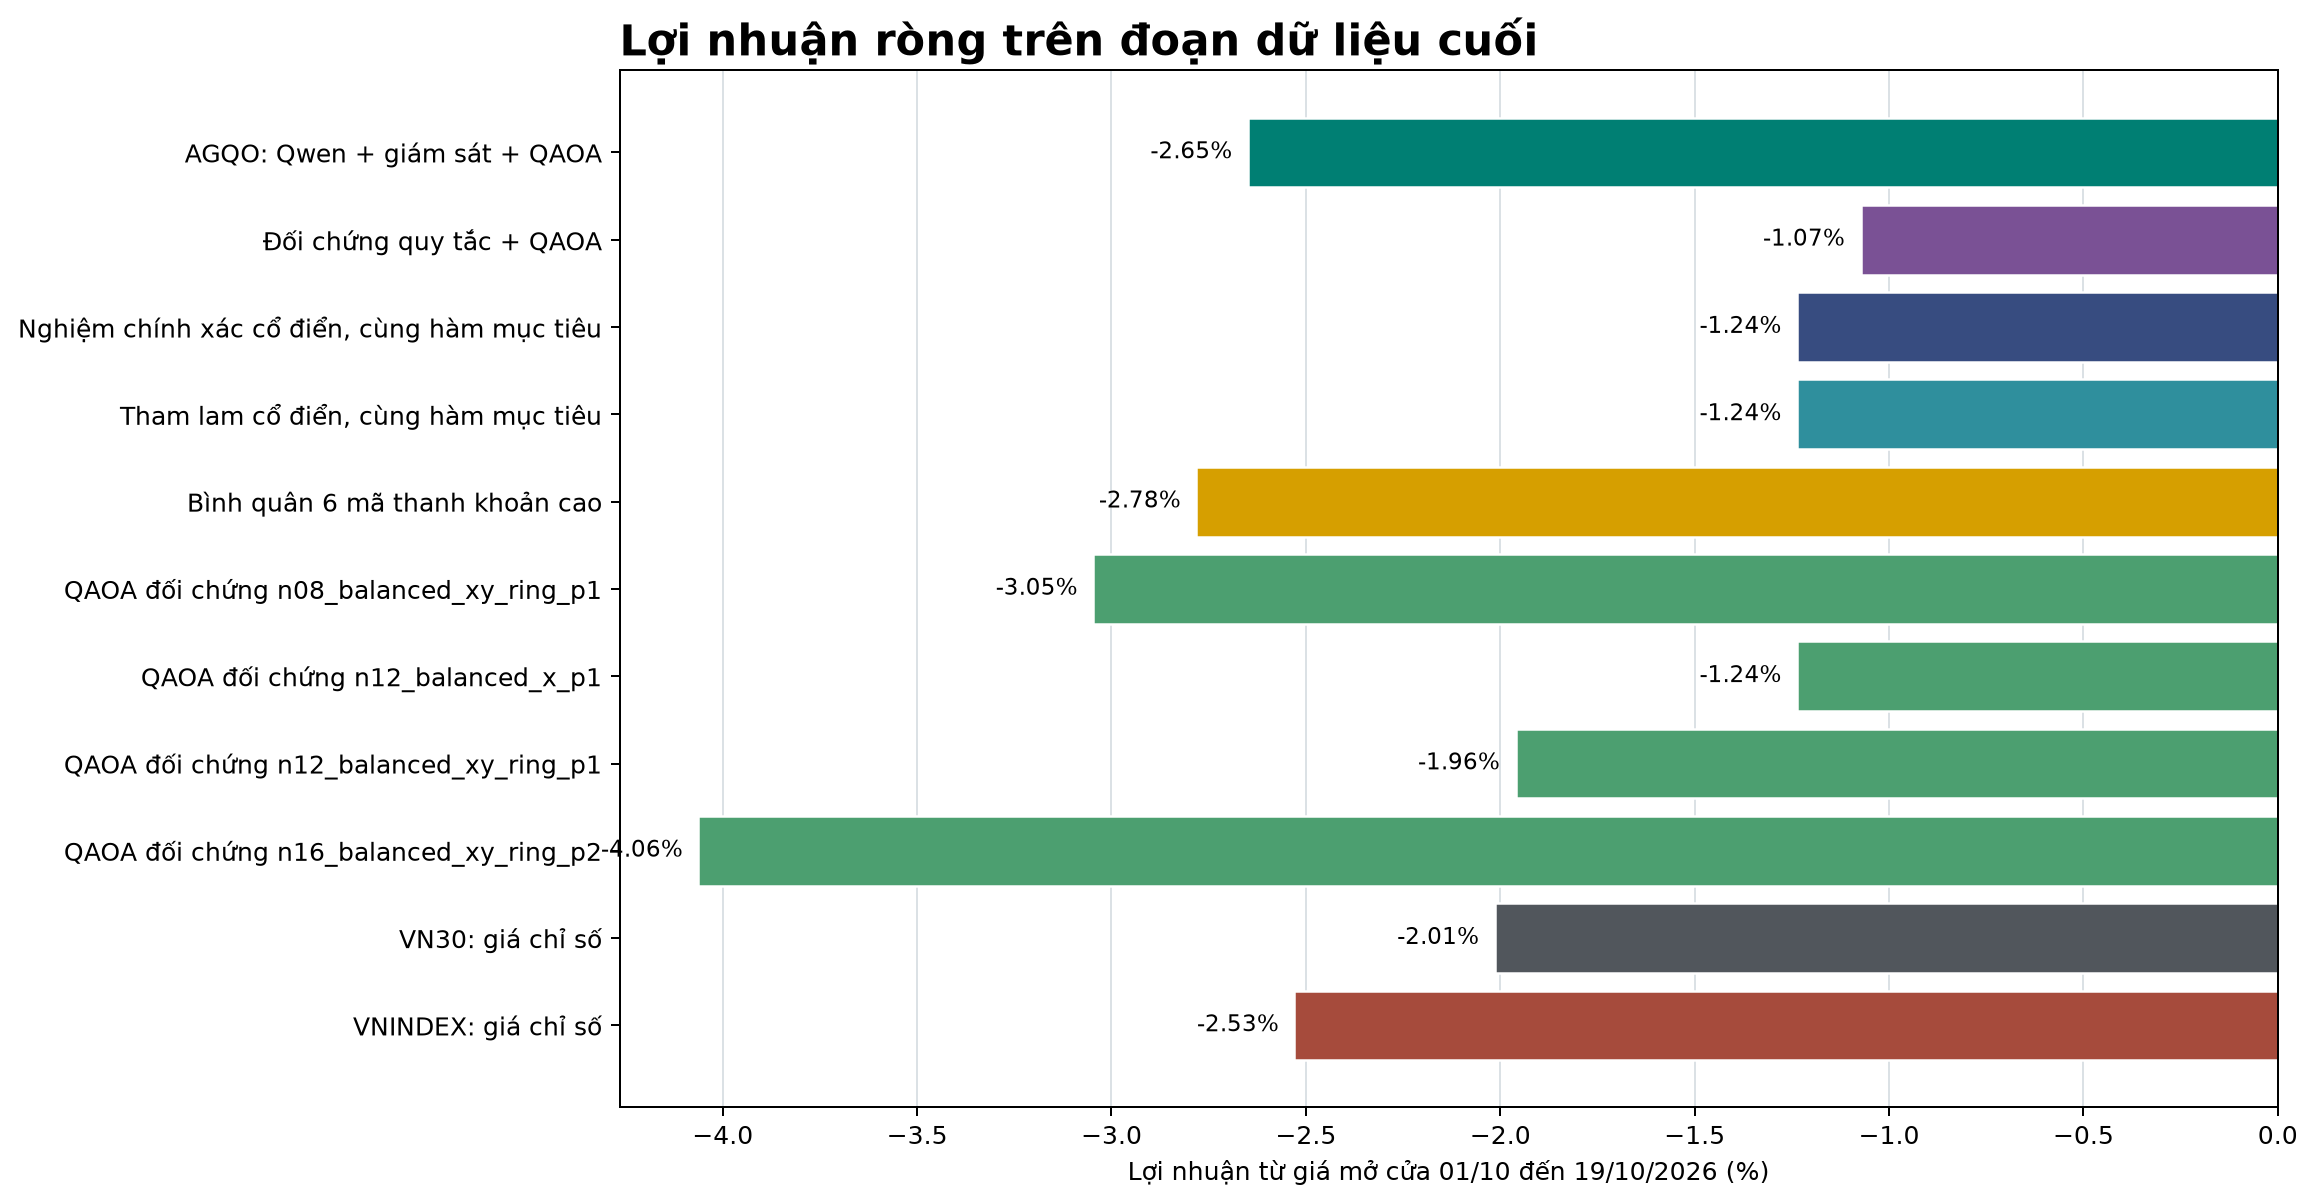 Lợi nhuận ròng trên đoạn dữ liệu cuối
AGQO: Qwen + giám sát + QAOA
-2.65%
Đối chứng quy tắc + QAOA
-1.07%
Nghiệm chính xác cổ điển, cùng hàm mục tiêu
-1.24%
Tham lam cổ điển, cùng hàm mục tiêu
-1.24%
Bình quân 6 mã thanh khoản cao
-2.78%
QAOA đối chứng n08_balanced_xy_ring_p1
-3.05%
QAOA đối chứng n12_balanced_x_p1
-1.24%
QAOA đối chứng n12_balanced_xy_ring_p1
-1.96%
QAOA đối chứng n16_balanced_xy_ring_p2
-4.06%
VN30: giá chỉ số
-2.01%
VNINDEX: giá chỉ số
-2.53%
−4.0 −3.5 −3.0 −2.5 −2.0 −1.5 −1.0 −0.5 0.0
Lợi nhuận từ giá mở cửa 01/10 đến 19/10/2026 (%)